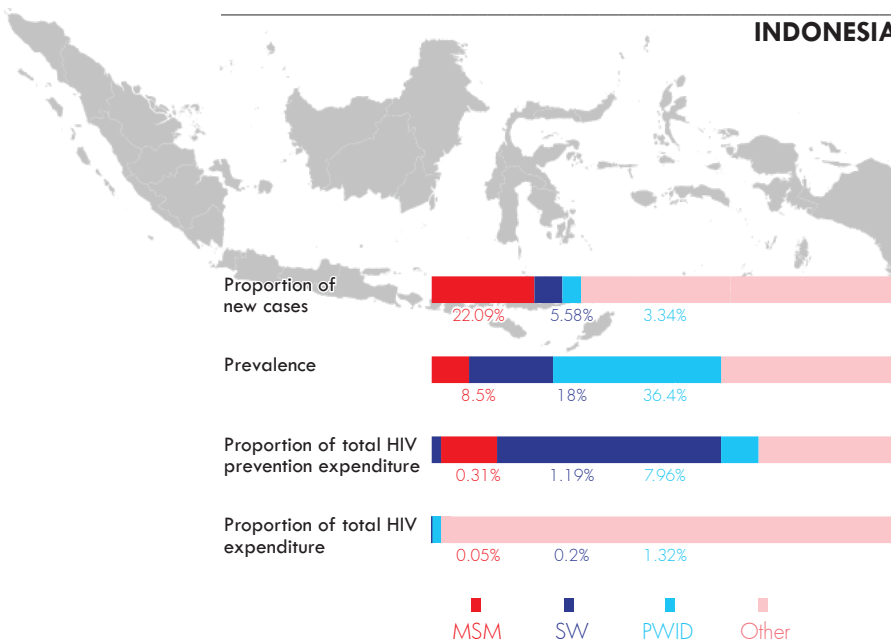 INDONESIA
Proportion of
new cases
22.09% 5.58% 3.34%
Prevalence
8.5% 18% 36.4%
Proportion of total HIV
prevention expenditure
0.31% 1.19% 7.96%
Proportion of total HIV
expenditure
0.05% 0.2% 1.32%
MSM SW PWID Other